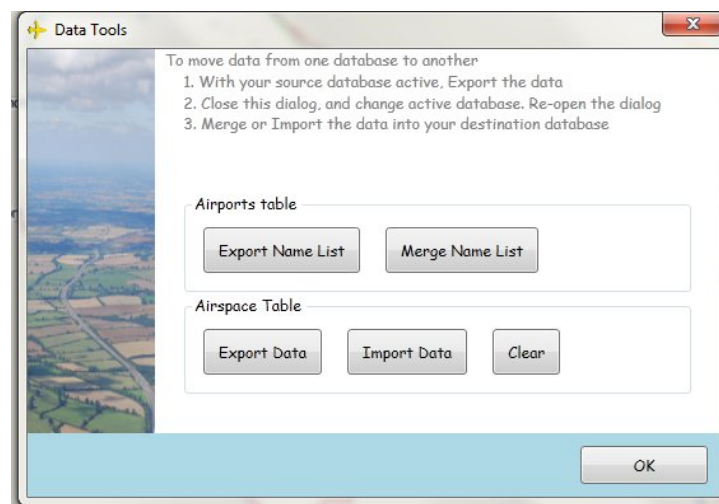 Data Tools
To move data from one database to another
1. With your source database active, Export the data
2. Close this dialog, and change active database. Re-open the dialog
3. Merge or Import the data into your destination database
Airports table
Export Name List
Merge Name List
Airspace Table
Export Data
Import Data
Clear
OK